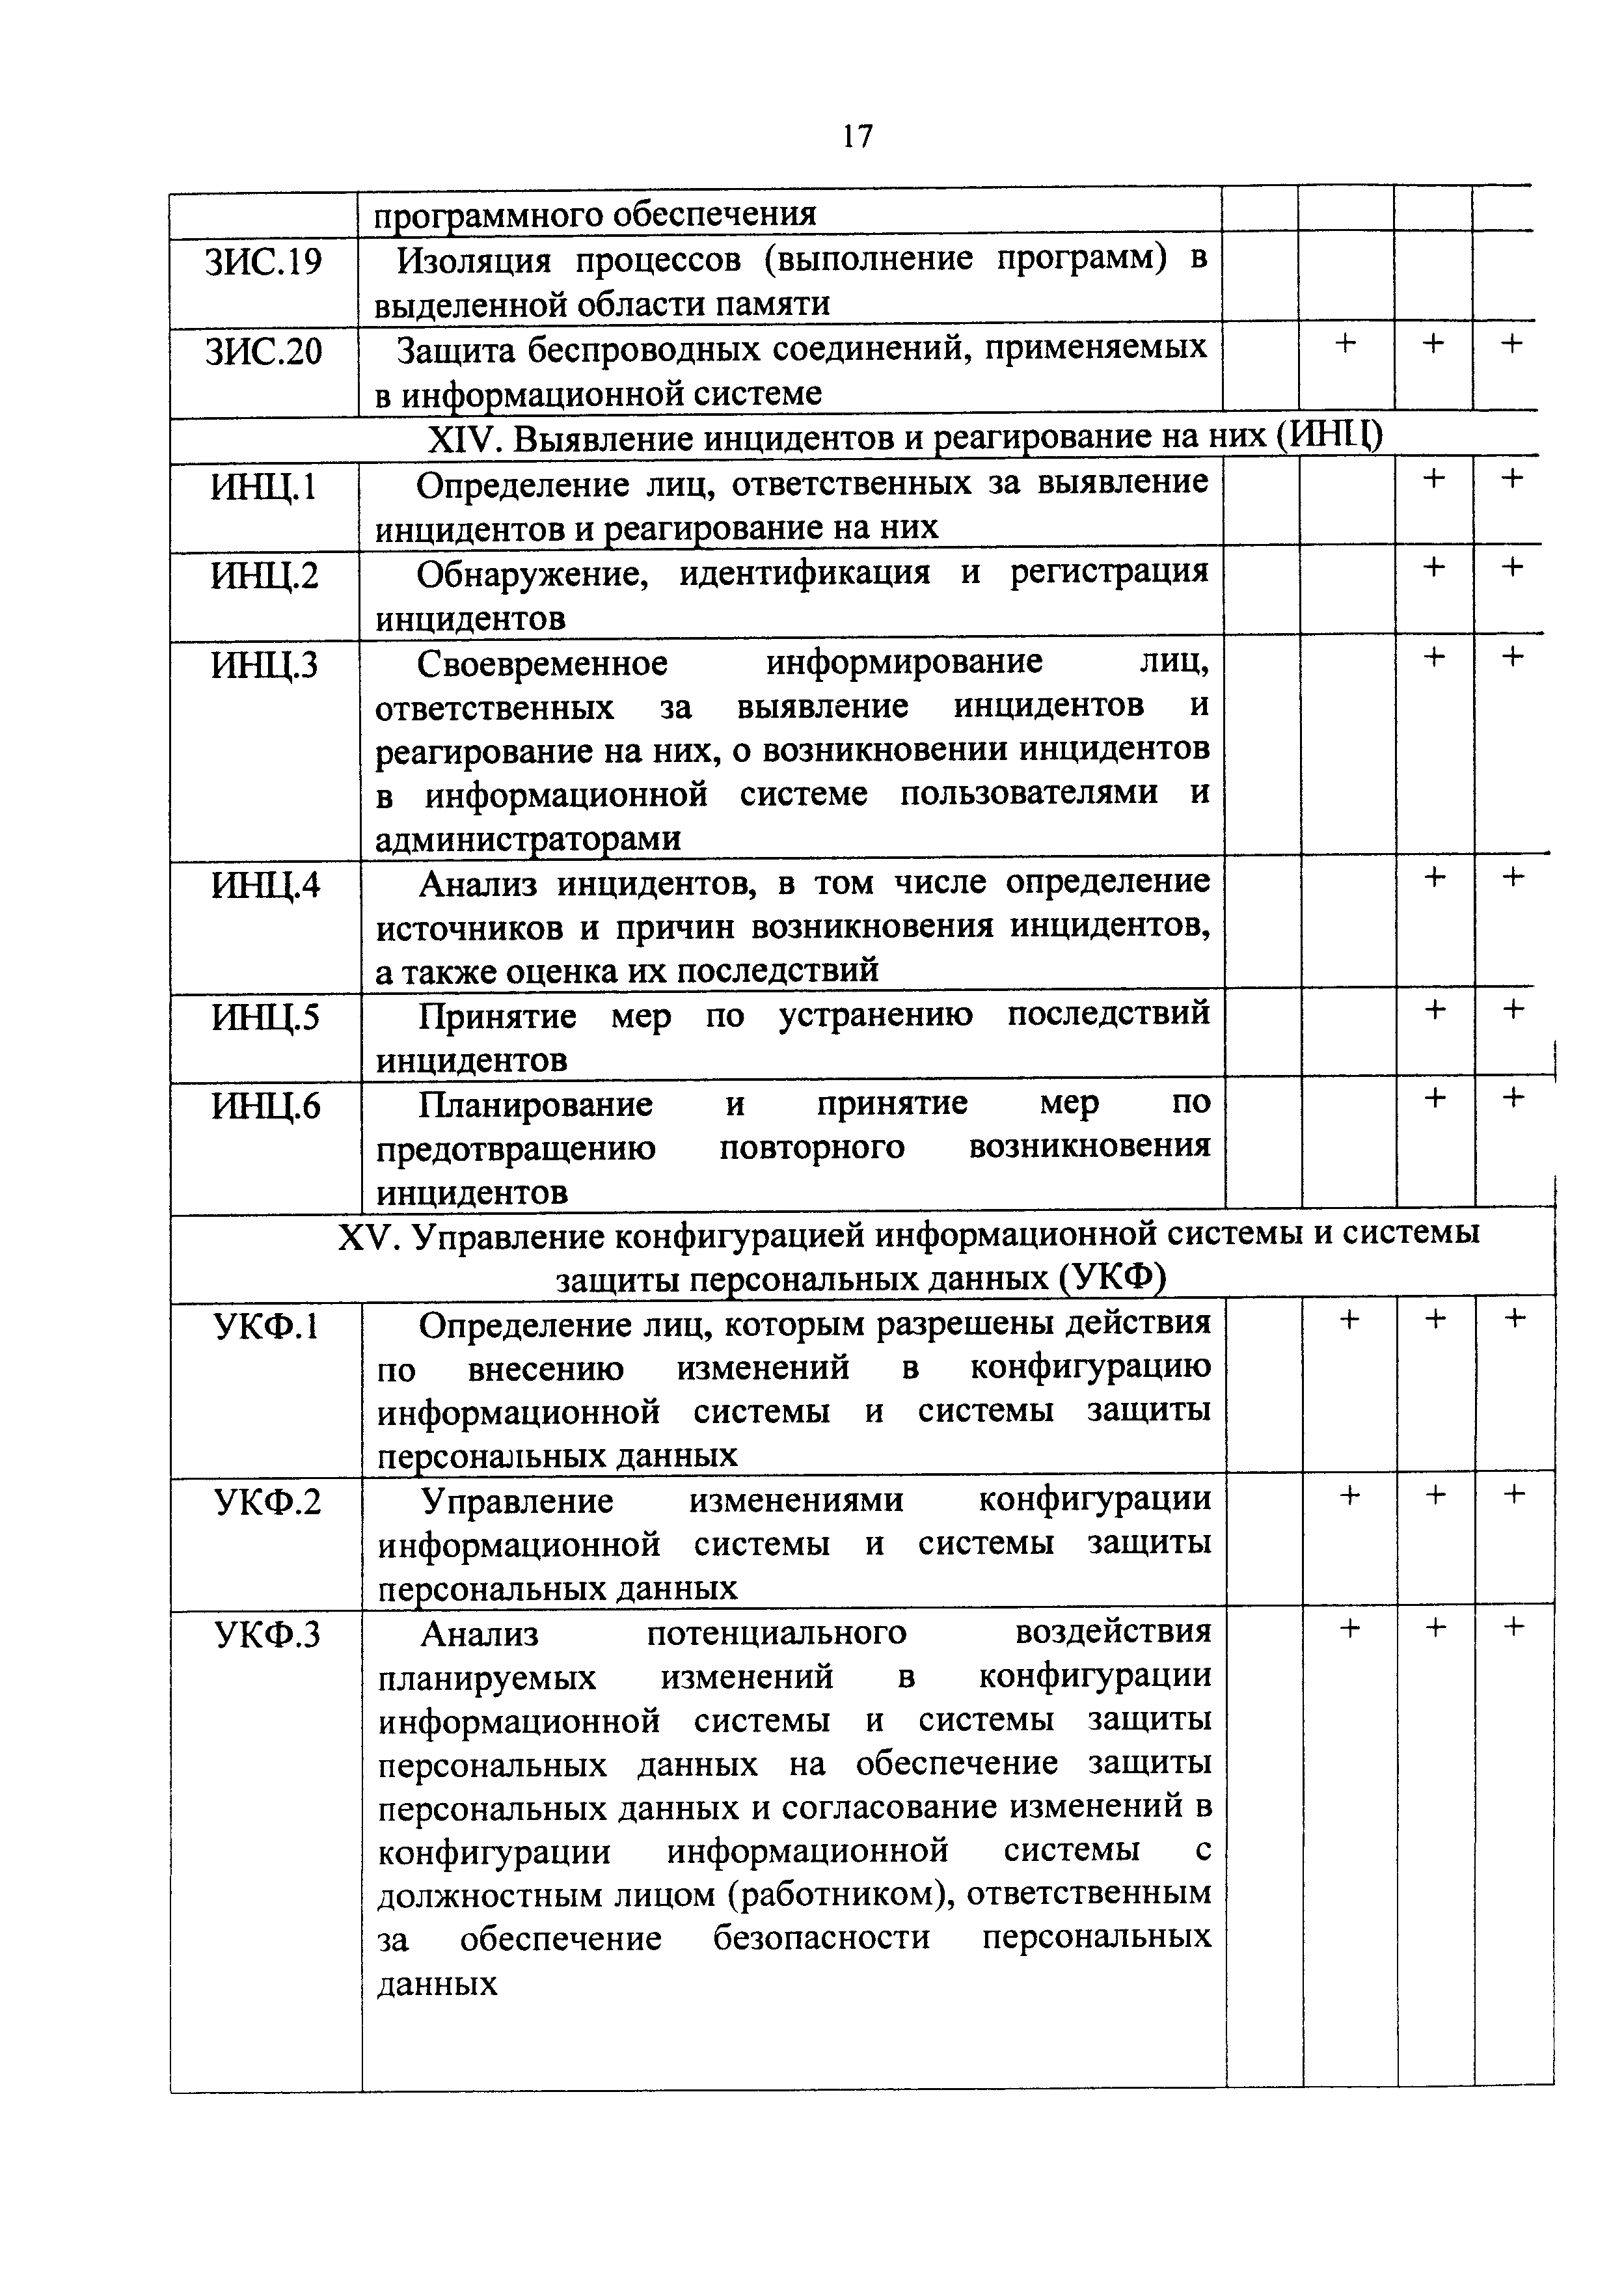 17
программного обеспечения
ЗИС.19 Изоляция процессов (выполнение программ) в
выделенной области памяти
ЗИС.20 Защита беспроводных соединений, применяемых + + +
в информационной системе
XIV. Выявление инцидентов и реагирование на них (ИНЦ)
ИНЦ.1 Определение лиц, ответственных за выявление + +
инцидентов и реагирование на них
ИНЦ.2 Обнаружение, идентификация и регистрация + +
инцидентов
ИНЦ.3 Своевременное информирование лиц, + +
ответственных за выявление инцидентов и
реагирование на них, о возникновении инцидентов
в информационной системе пользователями и
администраторами
ИНЦ.4 Анализ инцидентов, в том числе определение + +
источников и причин возникновения инцидентов,
а также оценка их последствий
ИНЦ.5 Принятие мер по устранению последствий + +
инцидентов
ИНЦ.6 Планирование и принятие мер по + +
предотвращению повторного возникновения
инцидентов
XV. Управление конфигурацией информационной системы и системы
защиты персональных данных (УКФ)
УКФ.1 Определение лиц, которым разрешены действия + + +
по внесению изменений в конфигурацию
информационной системы и системы защиты
персональных данных
УКФ.2 Управление изменениями конфигурации + + +
информационной системы и системы защиты
персональных данных
УКФ.3 Анализ потенциального воздействия + + +
планируемых изменений в конфигурации
информационной системы и системы защиты
персональных данных на обеспечение защиты
персональных данных и согласование изменений в
конфигурации информационной системы с
должностным лицом (работником), ответственным
за обеспечение безопасности персональных
данных